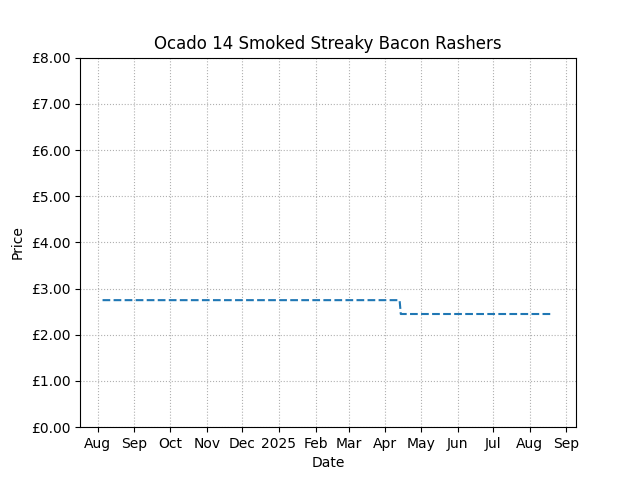 Ocado 14 Smoked Streaky Bacon Rashers
£8.00
£7.00
£6.00
£5.00
£4.00
£3.00
£2.00
£1.00
£0.00
Price
Aug Sep Oct Nov Dec 2025 Feb Mar Apr May Jun Jul Aug Sep
Date